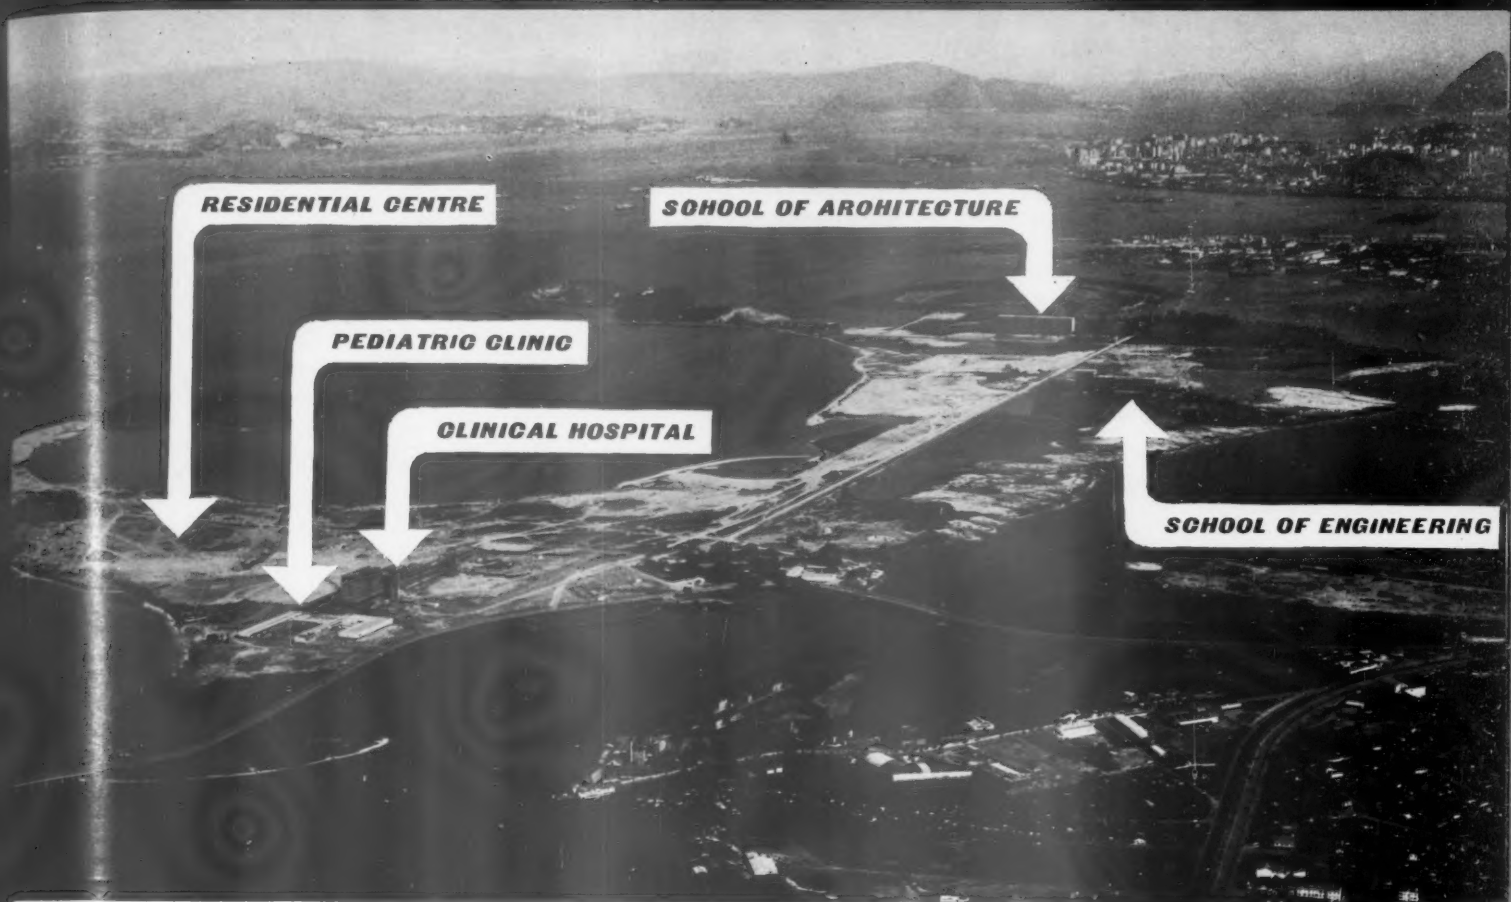 RESIDENTIAL CENTRE
SCHOOL OF ARCHITECTURE
PEDIATRIC CLINIC
CLINICAL HOSPITAL
SCHOOL OF ENGINEERING